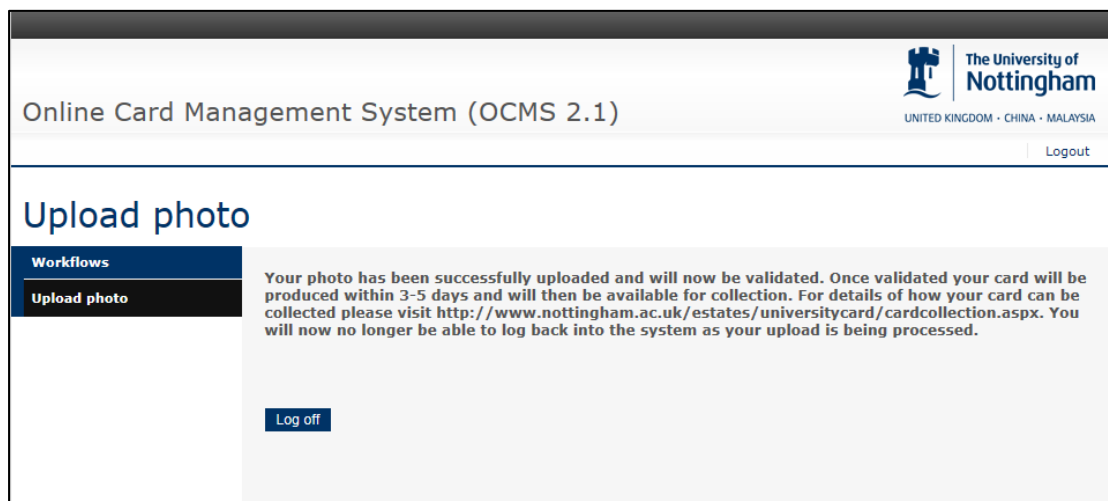 The University of
Nottingham
Online Card Management System (OCMS 2.1)
UNITED KINGDOM · CHINA · MALAYSIA
Logout
Upload photo
Workflows
Upload photo
Your photo has been successfully uploaded and will now be validated. Once validated your card will be
produced within 3-5 days and will then be available for collection. For details of how your card can be
collected please visit http://www.nottingham.ac.uk/estates/universitycard/cardcollection.aspx. You
will now no longer be able to log back into the system as your upload is being processed.
Log off